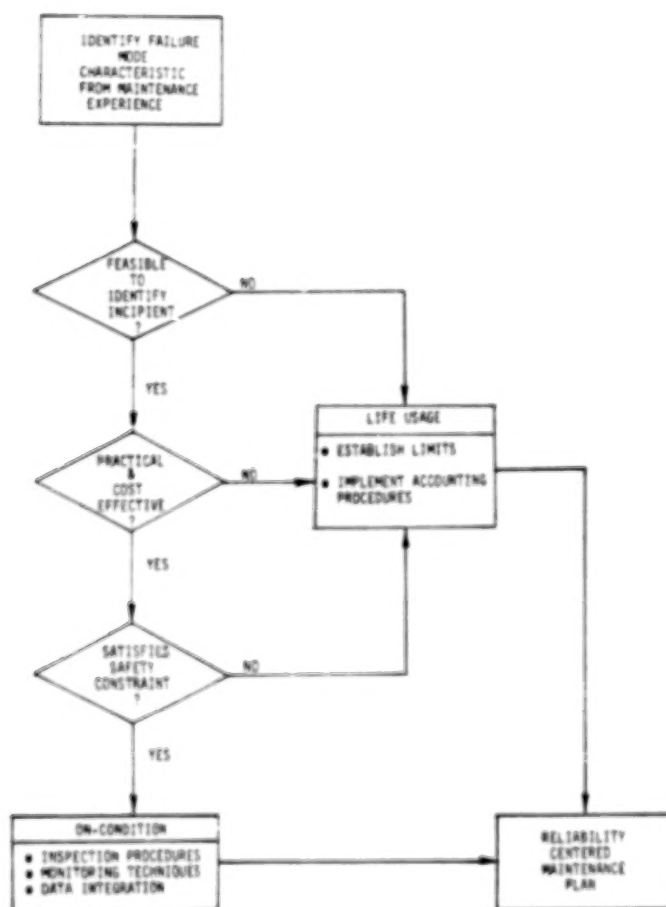 IDENTIFY FAILURE
MODE
CHARACTERISTIC
FROM MAINTENANCE
EXPERIENCE
FEASIBLE
TO
IDENTIFY
INCIPIENT
?
NO
YES
LIFE USAGE
• ESTABLISH LIMITS
• IMPLEMENT ACCOUNTING
PROCEDURES
PRACTICAL
&
COST
EFFECTIVE
?
NO
YES
SATISFIES
SAFETY
CONSTRAINT
?
NO
YES
ON-CONDITION
• INSPECTION PROCEDURES
• MONITORING TECHNIQUES
• DATA INTEGRATION
RELIABILITY
CENTERED
MAINTENANCE
PLAN